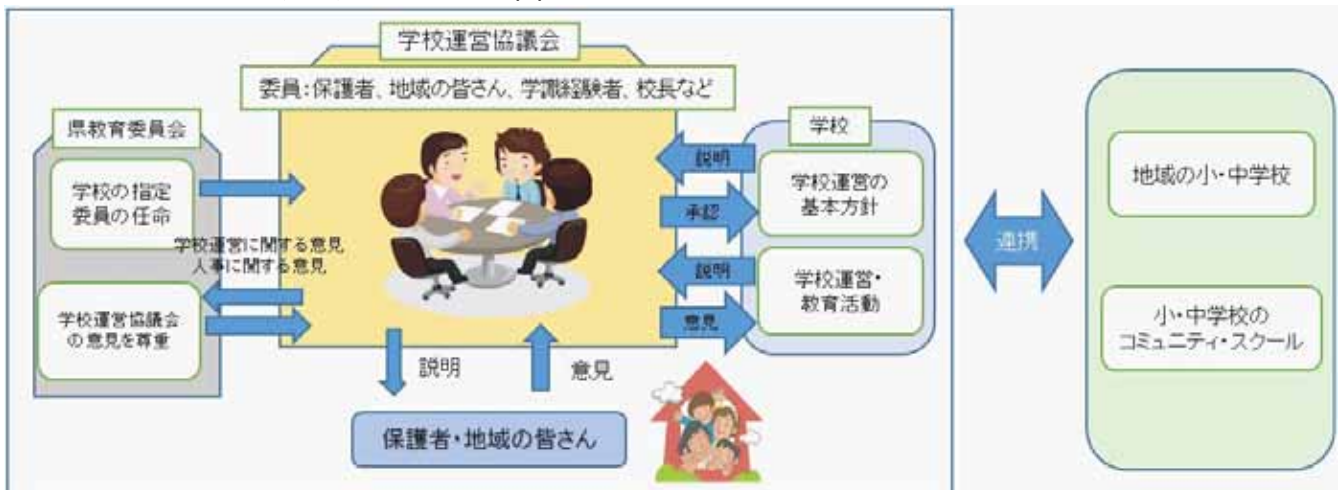 学校運営協議会
委員:保護者、地域の皆さん、学識経験者、校長など
県教育委員会
学校の指定
委員の任命
学校運営に関する意見
人事に関する意見
学校運営協議会
の意見を尊重
学校
説明
学校運営の
基本方針
承認
説明
学校運営・
教育活動
意見
説明
意見
保護者・地域の皆さん
連携
地域の小・中学校
小・中学校の
コミュニティ・スクール